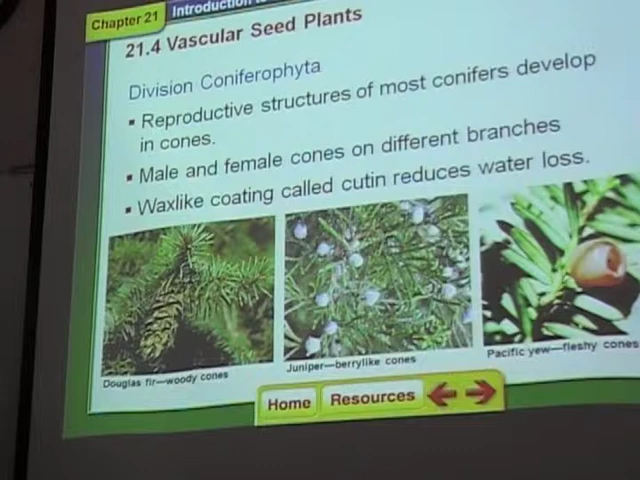 Chapter 21
Introduction
21.4 Vascular Seed Plants
Division Coniferophyta
▪ Reproductive structures of most conifers develop
in cones.
▪ Male and female cones on different branches
▪ Waxlike coating called cutin reduces water loss.
Douglas fir—woody cones
Juniper—berrylike cones
Pacific yew—fleshy cones
Home
Resources